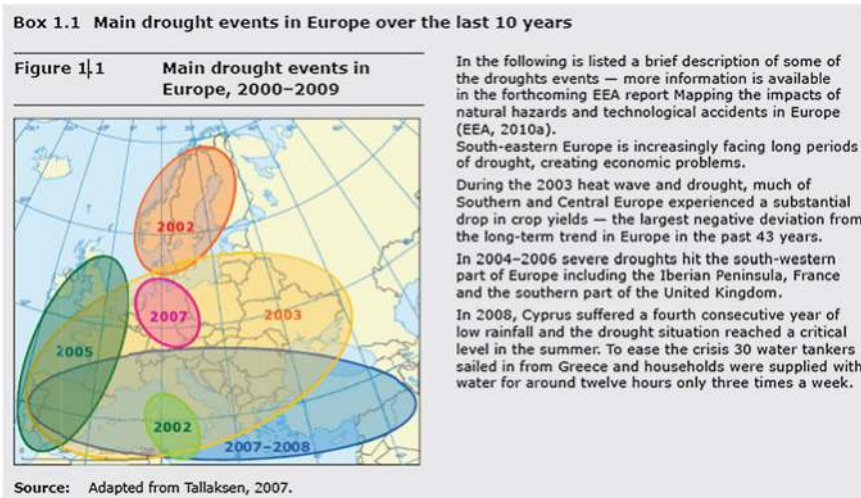 Box 1.1 Main drought events in Europe over the last 10 years
Figure 1.1 Main drought events in
Europe, 2000–2009
2002
2007
2003
2005
2002
2007–2008
Source: Adapted from Tallaksen, 2007.
In the following is listed a brief description of some of
the droughts events — more information is available
in the forthcoming EEA report Mapping the impacts of
natural hazards and technological accidents in Europe
(EEA, 2010a).
South-eastern Europe is increasingly facing long periods
of drought, creating economic problems.
During the 2003 heat wave and drought, much of
Southern and Central Europe experienced a substantial
drop in crop yields — the largest negative deviation from
the long-term trend in Europe in the past 43 years.
In 2004–2006 severe droughts hit the south-western
part of Europe including the Iberian Peninsula, France
and the southern part of the United Kingdom.
In 2008, Cyprus suffered a fourth consecutive year of
low rainfall and the drought situation reached a critical
level in the summer. To ease the crisis 30 water tankers
sailed in from Greece and households were supplied with
water for around twelve hours only three times a week.